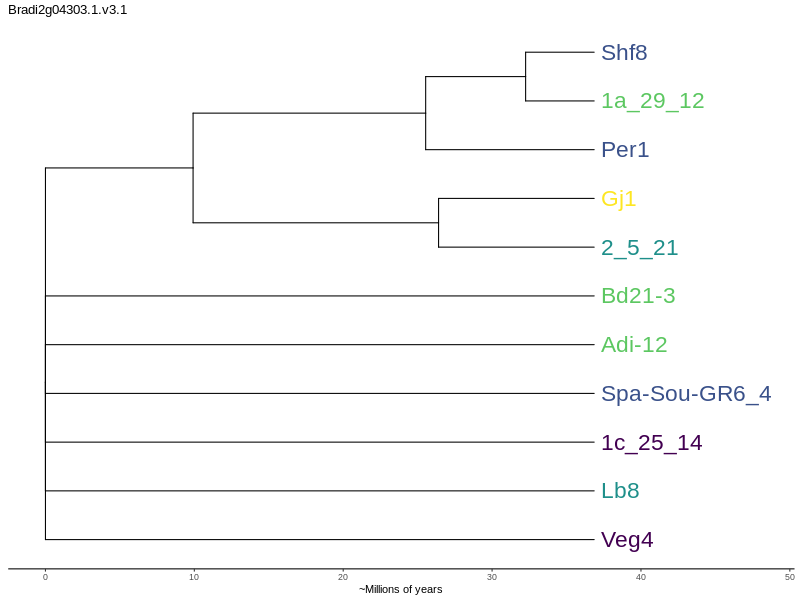 Bradi2g04303.1.v3.1
Shf8
1a_29_12
Per1
Gj1
2_5_21
Bd21-3
Adi-12
Spa-Sou-GR6_4
1c_25_14
Lb8
Veg4
0 10 20 30 40 50
~Millions of years